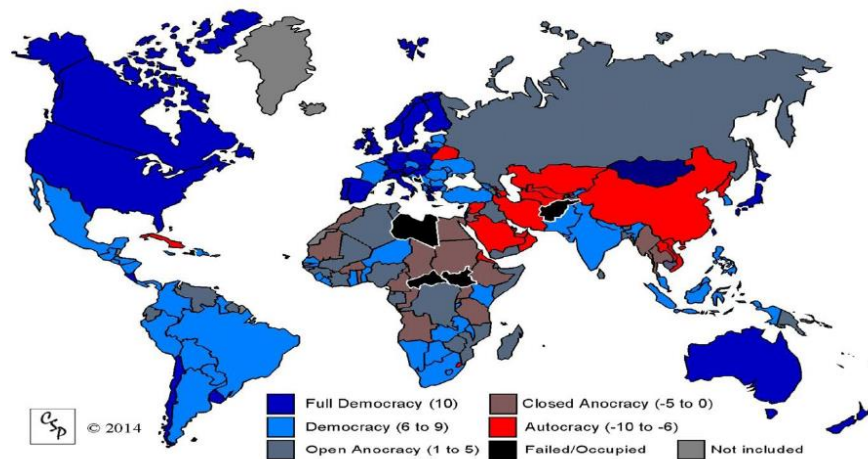 Full Democracy (10)
Closed Anocracy (-5 to 0)
CSP
© 2014
Democracy (6 to 9)
Autocracy (-10 to -6)
Open Anocracy (1 to 5)
Failed/Occupied
Not included